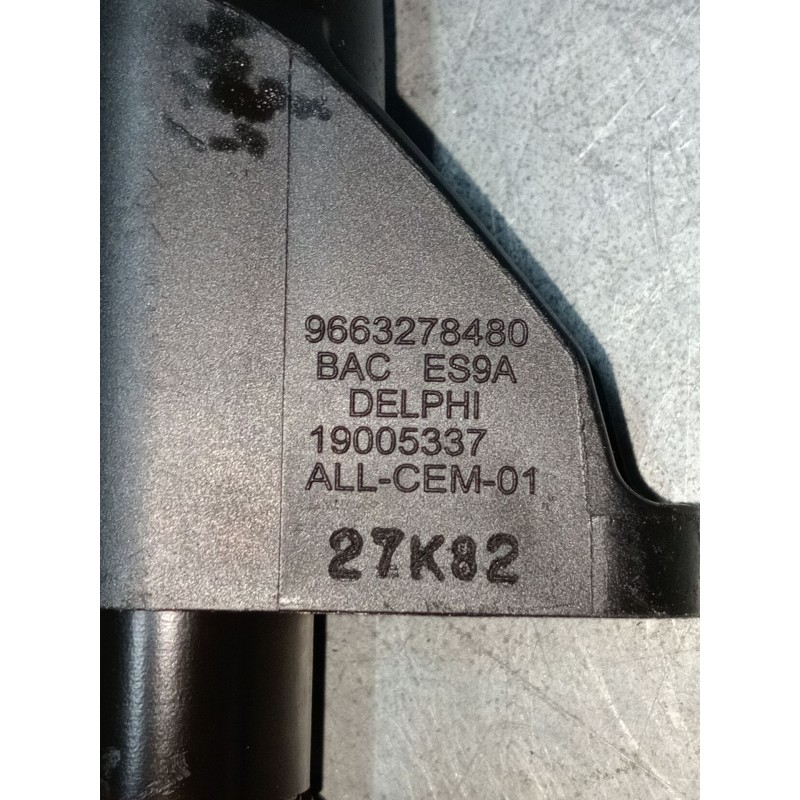 9663278480
BAC ES9A
DELPHI
19005337
ALL-CEM-01
27K82